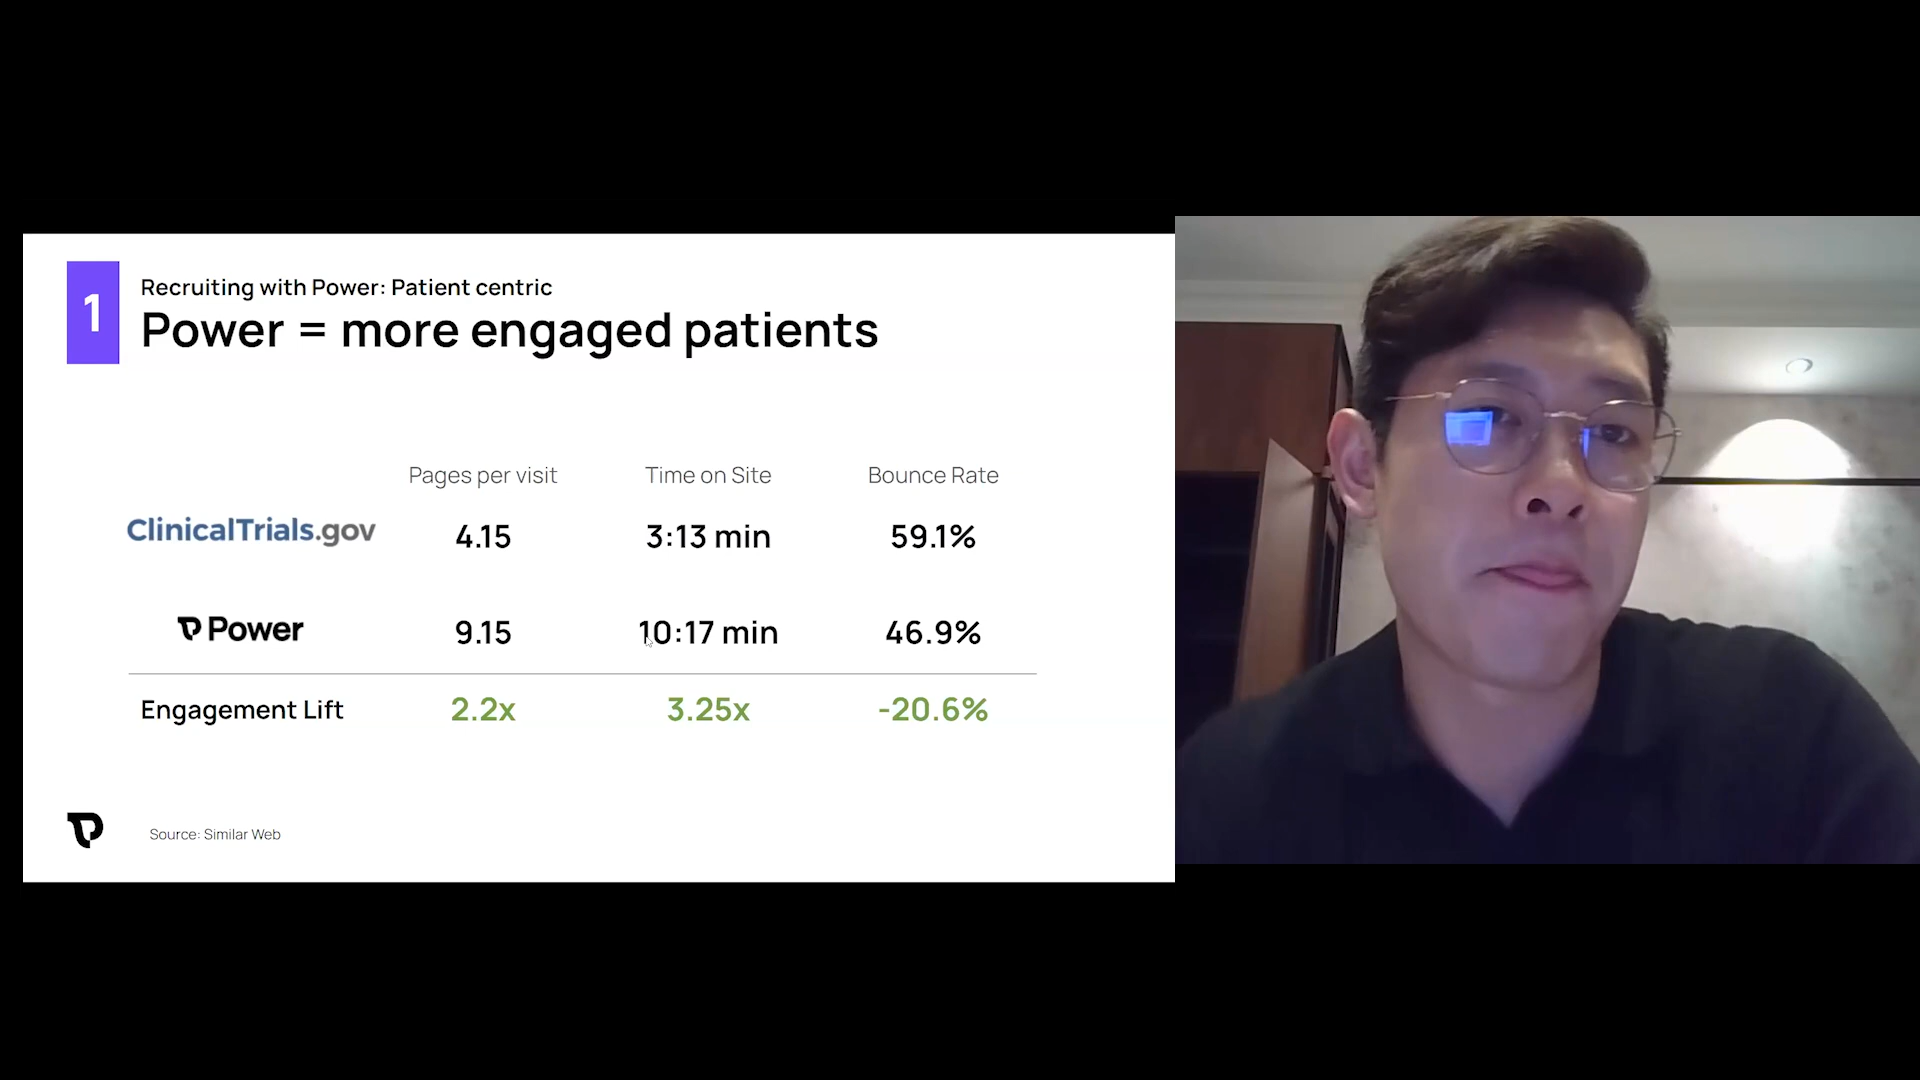 1
Recruiting with Power: Patient centric
Power = more engaged patients
Pages per visit Time on Site Bounce Rate
ClinicalTrials.gov 4.15 3:13 min 59.1%
Power 9.15 10:17 min 46.9%
Engagement Lift 2.2x 3.25x -20.6%
Source: Similar Web